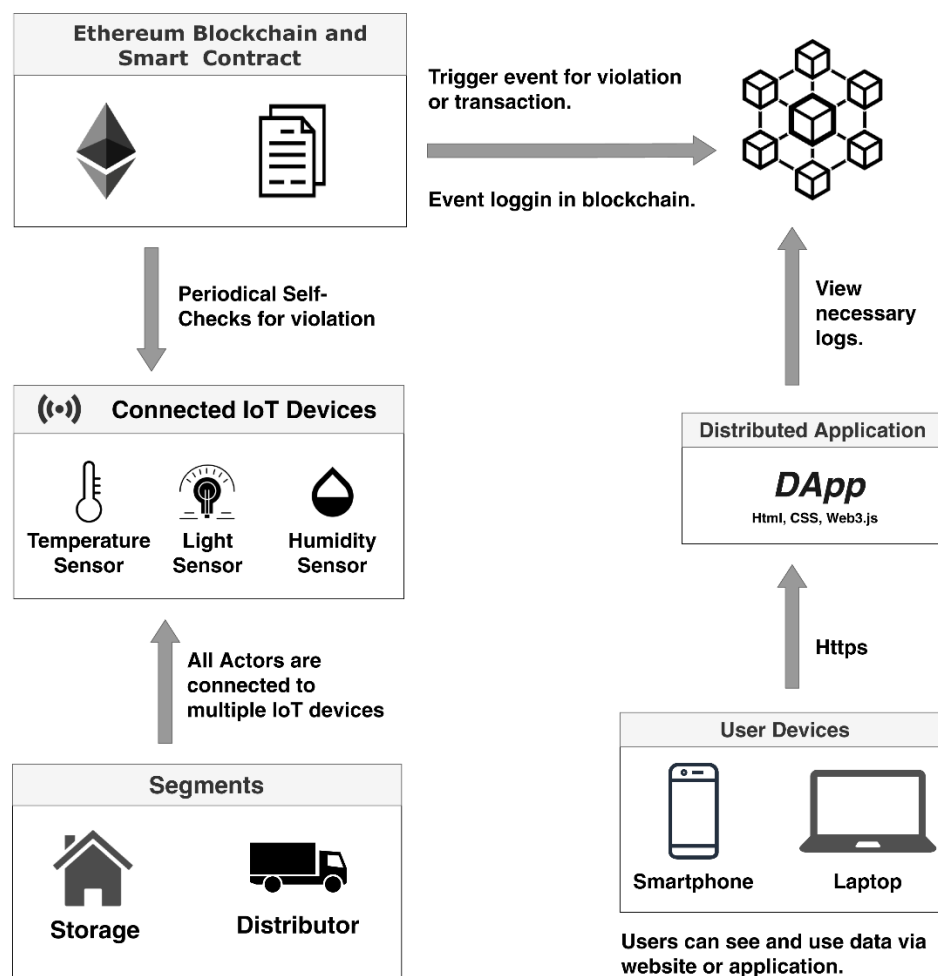 Ethereum Blockchain and
Smart Contract
Trigger event for violation
or transaction.
Event loggin in blockchain.
Periodical Self-
Checks for violation
View
necessary
logs.
Connected IoT Devices
Temperature
Sensor
Light
Sensor
Humidity
Sensor
Distributed Application
DApp
Html, CSS, Web3.js
All Actors are
connected to
multiple IoT devices
Https
Segments
Storage
Distributor
User Devices
Smartphone
Laptop
Users can see and use data via
website or application.